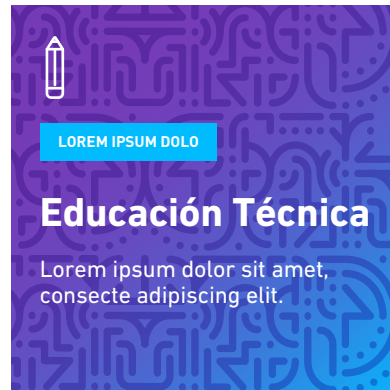 LOREM IPSUM DOLO
Educación Técnica
Lorem ipsum dolor sit amet,
consecte adipiscing elit.